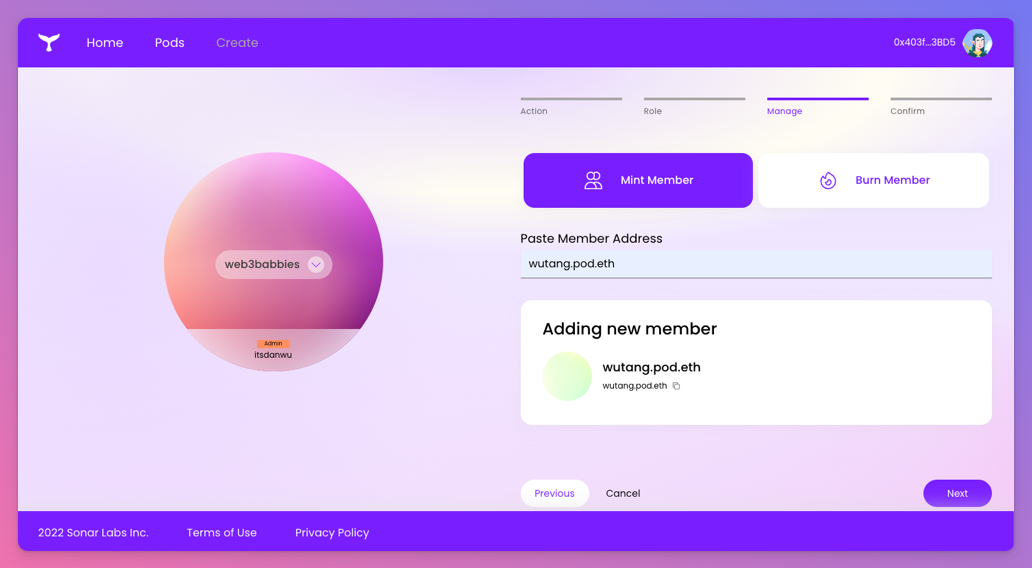 Home Pods Create 0x403f...3BD5
Action Role Manage Confirm
Mint Member Burn Member
Paste Member Address
wutang.pod.eth
web3babbies
Admin
itsdanwu
Adding new member
wutang.pod.eth
wutang.pod.eth
Previous Cancel Next
2022 Sonar Labs Inc. Terms of Use Privacy Policy